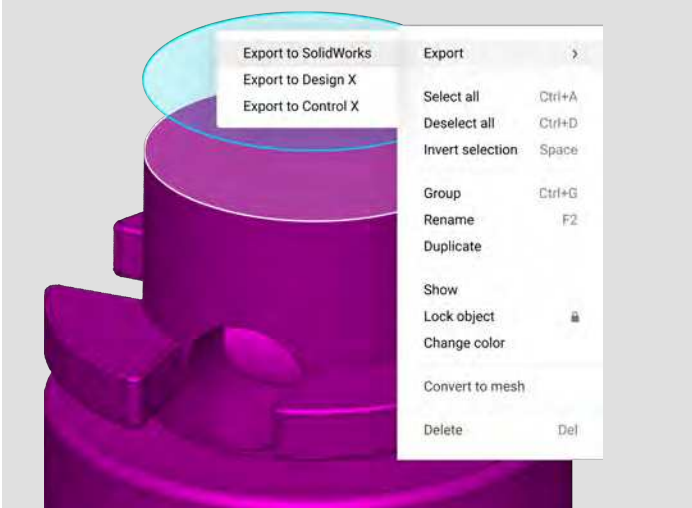 Export to SolidWorks
Export to Design X
Export to Control X
Export >
Select all Ctrl+A
Deselect all Ctrl+D
Invert selection Space
Group Ctrl+G
Rename F2
Duplicate
Show
Lock object
Change color
Convert to mesh
Delete Del